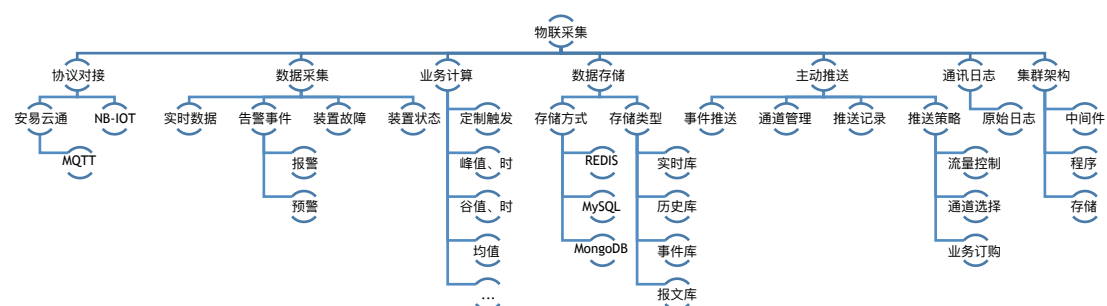 物联采集
协议对接
数据采集
业务计算
数据存储
主动推送
通讯日志
集群架构
安易云通
NB-IOT
实时数据
告警事件
装置故障
装置状态
定制触发
存储方式
存储类型
事件推送
通道管理
推送记录
推送策略
原始日志
中间件
MQTT
报警
峰值、时
REDIS
实时库
流量控制
程序
预警
谷值、时
MySQL
历史库
通道选择
存储
均值
MongoDB
事件库
业务订购
...
报文库